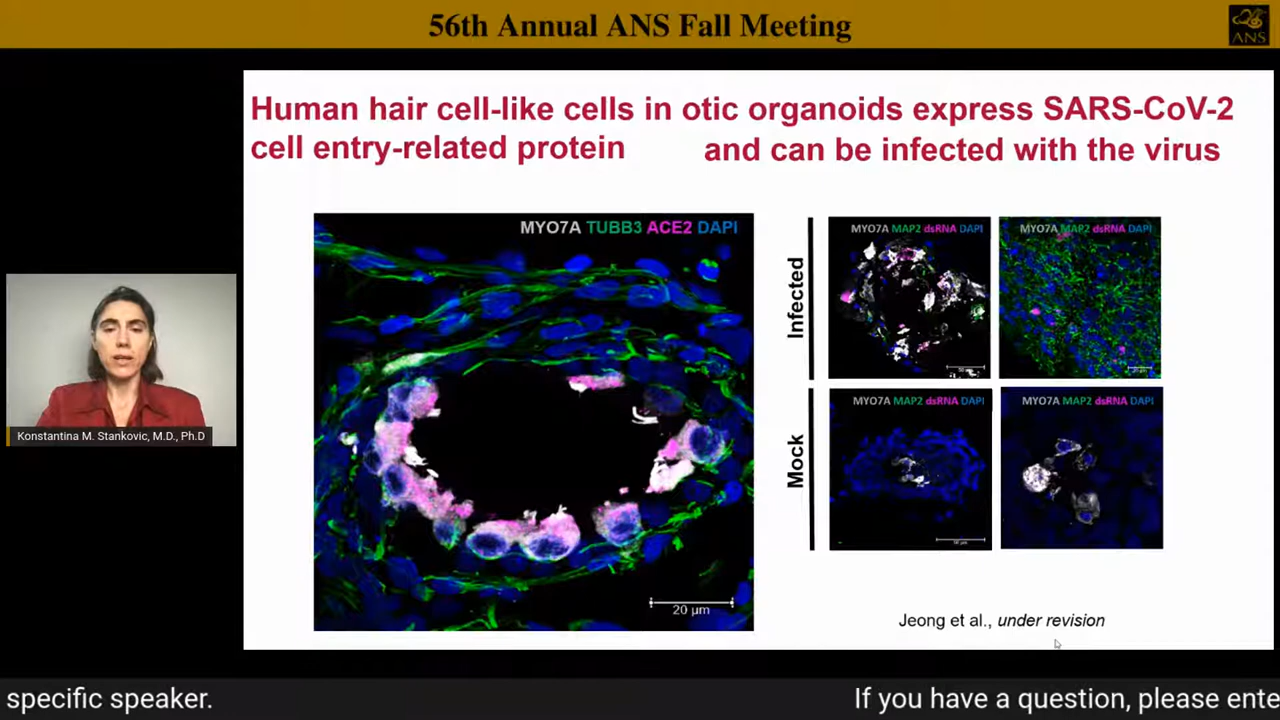 56th Annual ANS Fall Meeting
ANS
Human hair cell-like cells in otic organoids express SARS-CoV-2
cell entry-related protein and can be infected with the virus
MYO7A TUBB3 ACE2 DAPI
20 µm
Infected
MYO7A MAP2 dsRNA DAPI
MYO7A MAP2 dsRNA DAPI
Mock
MYO7A MAP2 dsRNA DAPI
MYO7A MAP2 dsRNA DAPI
Jeong et al., under revision
Konstantina M. Stankovic, M.D., Ph.D
specific speaker.
If you have a question, please ente